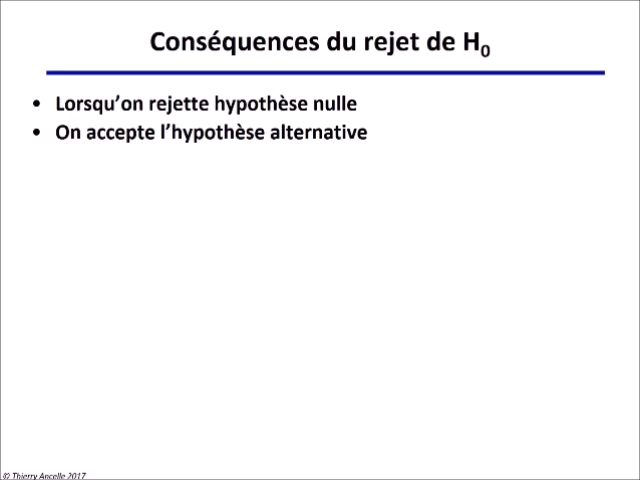 Conséquences du rejet de H₀
• Lorsqu’on rejette hypothèse nulle
• On accepte l’hypothèse alternative
© Thierry Ancelle 2017